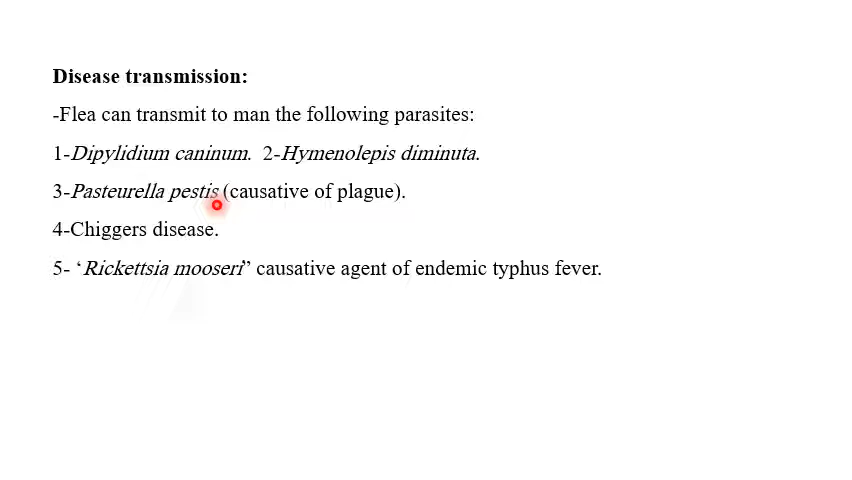 Disease transmission:
-Flea can transmit to man the following parasites:
1-Dipylidium caninum.  2-Hymenolepis diminuta.
3-Pasteurella pestis (causative of plague).
4-Chiggers disease.
5- ‘Rickettsia mooseri” causative agent of endemic typhus fever.